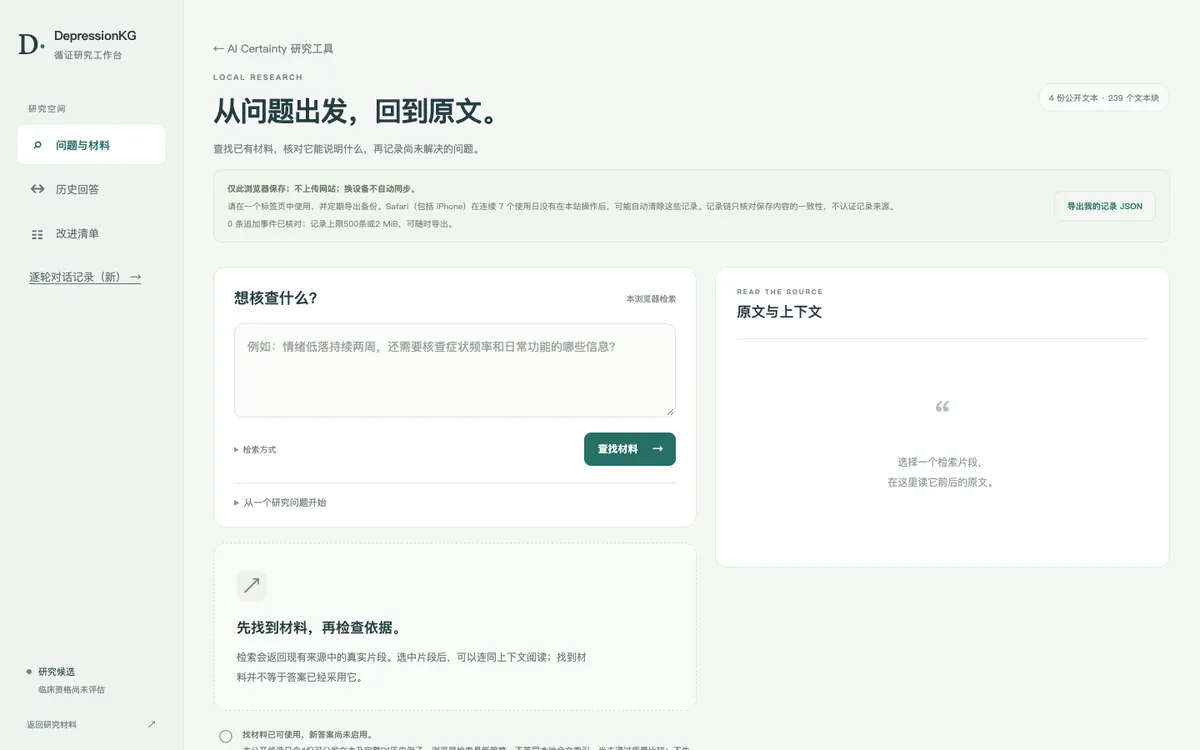 D.
DepressionKG
循证研究工作台
研究空间
问题与材料
历史回答
改进清单
逐轮对话记录（新） →
研究候选
临床资格尚未评估
返回研究材料 ↗
← AI Certainty 研究工具
LOCAL RESEARCH
从问题出发，回到原文。
4 份公开文本 · 239 个文本块
查找已有材料，核对它能说明什么，再记录尚未解决的问题。
仅此浏览器保存；不上传网站；换设备不自动同步。
请在一个标签页中使用，并定期导出备份。Safari（包括 iPhone）在连续 7 个使用日没有在本站操作后，可能自动清除这些记录。记录链只核对保存内容的一致性，不认证记录来源。
0 条追加事件已核对；记录上限500条或2 MiB，可随时导出。
导出我的记录 JSON
想核查什么？
本浏览器检索
例如：情绪低落持续两周，还需要核查症状频率和日常功能的哪些信息？
检索方式
查找材料 →
从一个研究问题开始
先找到材料，再检查依据。
检索会返回现有来源中的真实片段。选中片段后，可以连同上下文阅读；找到材
料并不等于答案已经采用它。
找材料已可使用，新答案尚未启用。
READ THE SOURCE
原文与上下文
“
选择一个检索片段，
在这里读它前后的原文。